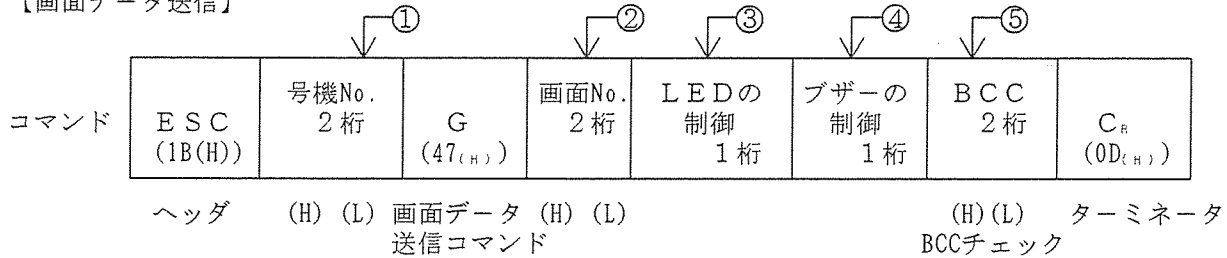 【画面データ送信】
① ② ③ ④ ⑤
コマンド
ESC
(1B(H))
号機No.
2桁
G
(47(H))
画面No.
2桁
LEDの
制御
1桁
ブザーの
制御
1桁
BCC
2桁
CR
(0D(H))
ヘッダ (H) (L) 画面データ (H) (L) (H)(L) ターミネータ
送信コマンド BCCチェック